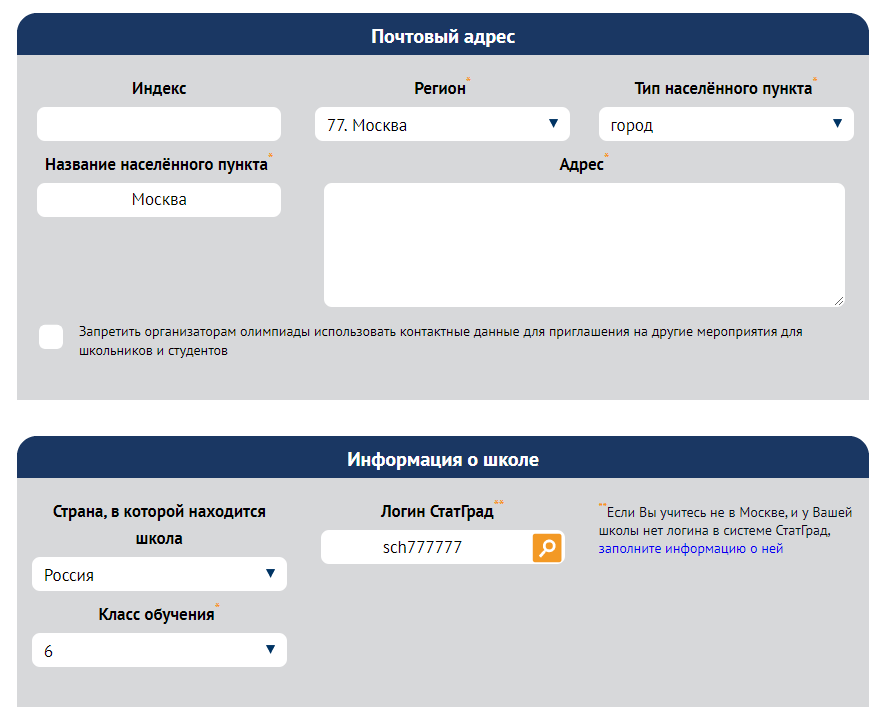 Почтовый адрес
Индекс
Регион*
Тип населённого пункта*
77. Москва
город
Название населённого пункта*
Адрес*
Москва
Запретить организаторам олимпиады использовать контактные данные для приглашения на другие мероприятия для
школьников и студентов
Информация о школе
Страна, в которой находится
школа
Логин СтатГрад**
**Если Вы учитесь не в Москве, и у Вашей
школы нет логина в системе СтатГрад,
заполните информацию о ней
sch777777
Россия
Класс обучения*
6